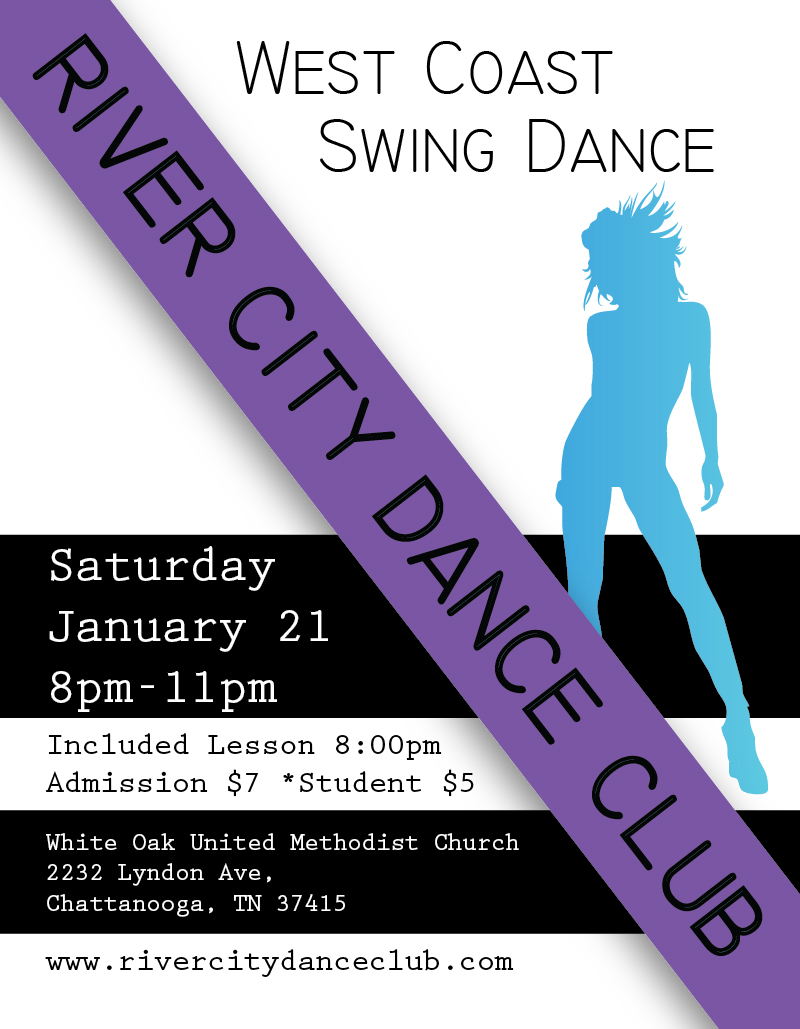 West Coast
Swing Dance
RIVER CITY DANCE CLUB
Saturday
January 21
8pm-11pm
Included Lesson 8:00pm
Admission $7 *Student $5
White Oak United Methodist Church
2232 Lyndon Ave,
Chattanooga, TN 37415
www.rivercitydanceclub.com